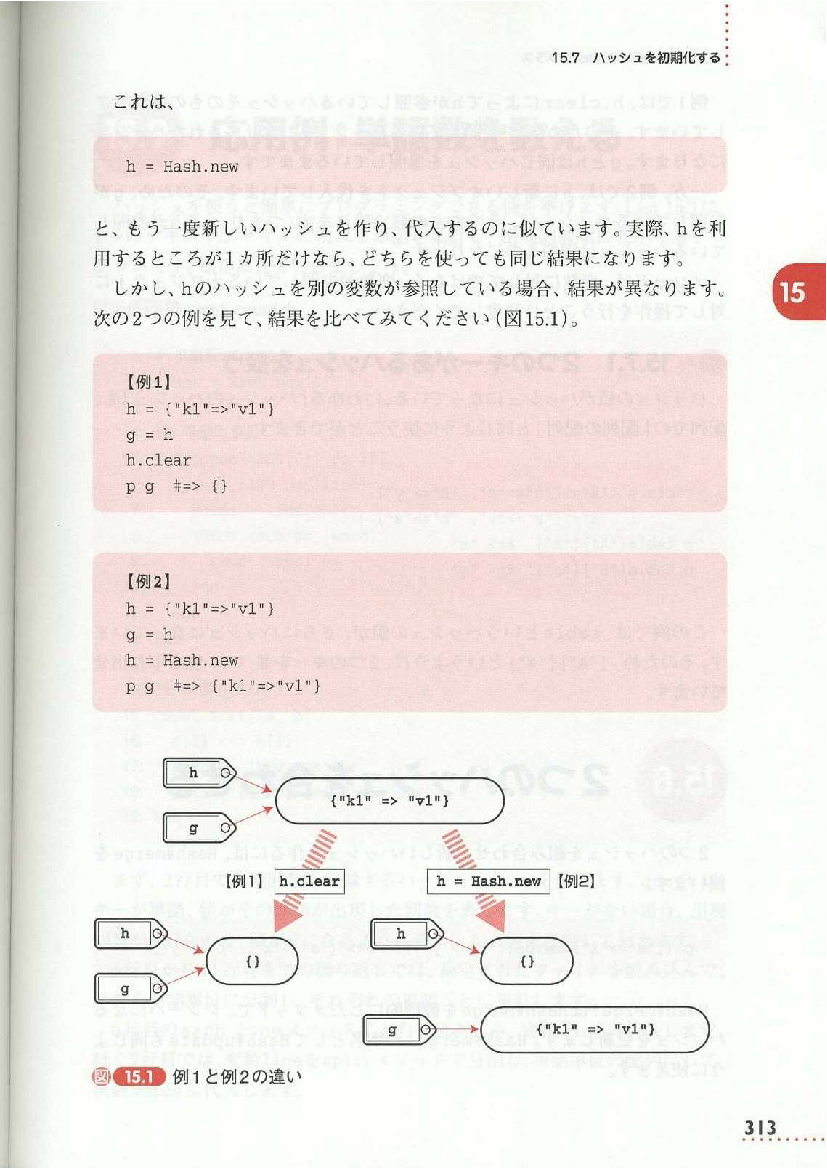 15.7 ハッシュを初期化する
これは、
h = Hash.new
と、もう一度新しいハッシュを作り、代入するのに似ています。実際、hを利
用するところが1カ所だけなら、どちらを使っても同じ結果になります。
しかし、hのハッシュを別の変数が参照している場合、結果が異なります。
次の2つの例を見て、結果を比べてみてください(図15.1)。
15
【例1】
h = {"k1"=>"v1"}
g = h
h.clear
p g #=> {}
【例2】
h = {"k1"=>"v1"}
g = h
h = Hash.new
p g #=> {"k1"=>"v1"}
h
{"k1" => "v1"}
g
【例1】 h.clear
h = Hash.new 【例2】
h
{}
g
h
{}
g
{"k1" => "v1"}
図 15.1 例1と例2の違い
313